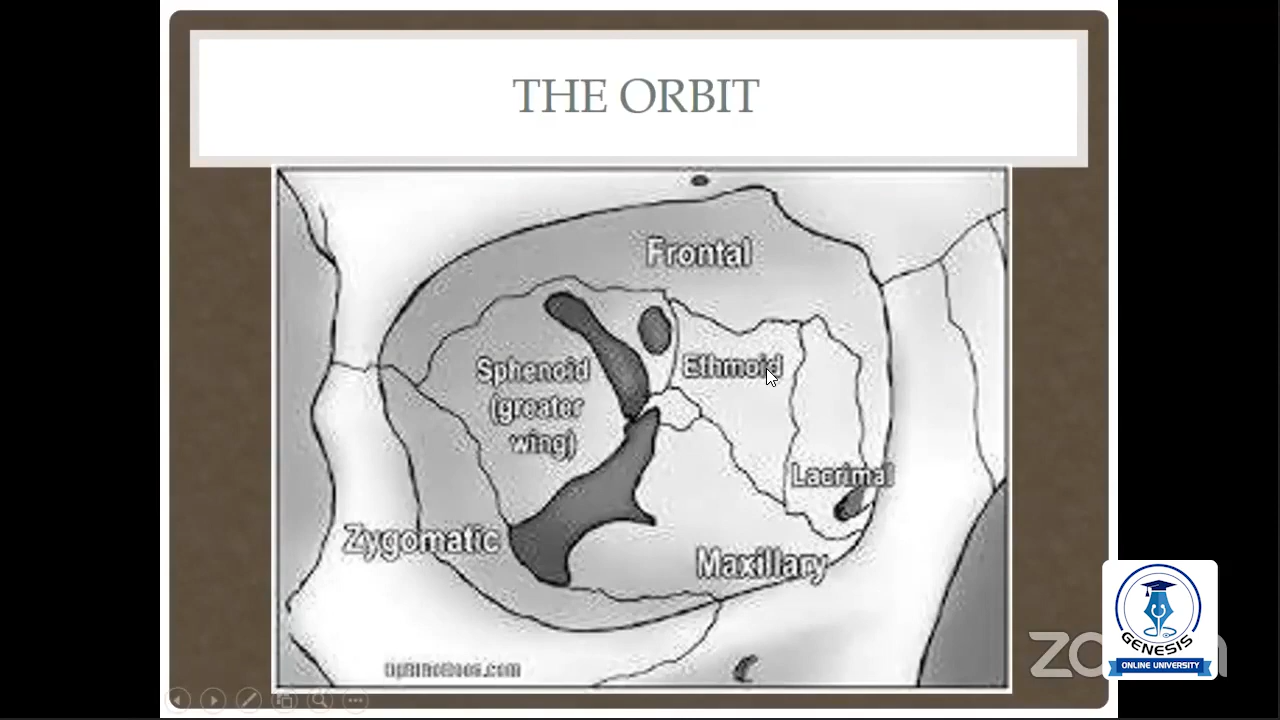 THE ORBIT
Frontal
Ethmoid
Sphenoid
(greater
wing)
Lacrimal
Zygomatic
Maxillary
GENESIS
ONLINE UNIVERSITY